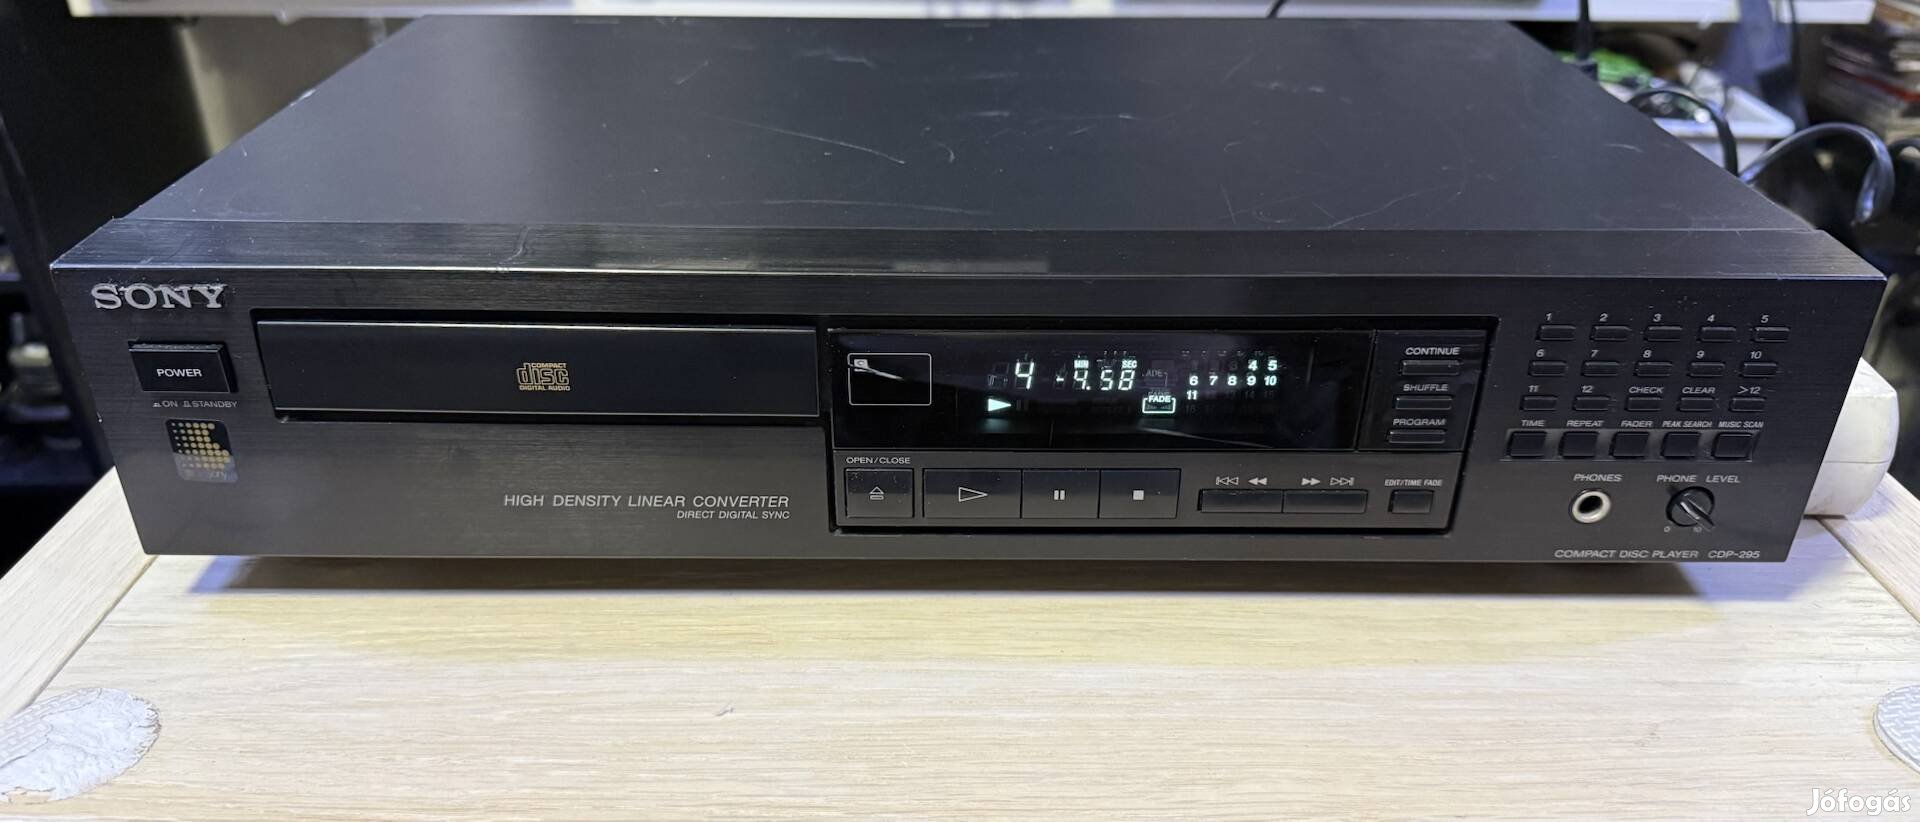 SONY
POWER
ON STANDBY
COMPACT
disc
DIGITAL AUDIO
HIGH DENSITY LINEAR CONVERTER
DIRECT DIGITAL SYNC
4 MIN SEC
-4.58
4 5
6 7 8 9 10
11
FADE
CONTINUE
SHUFFLE
PROGRAM
OPEN/CLOSE
EDIT/TIME FADE
1 2 3 4 5
6 7 8 9 10
11 12 CHECK CLEAR >12
TIME REPEAT FADER PEAK SEARCH MUSIC SCAN
PHONES PHONE LEVEL
0 10
COMPACT DISC PLAYER CDP-295
Jófogás